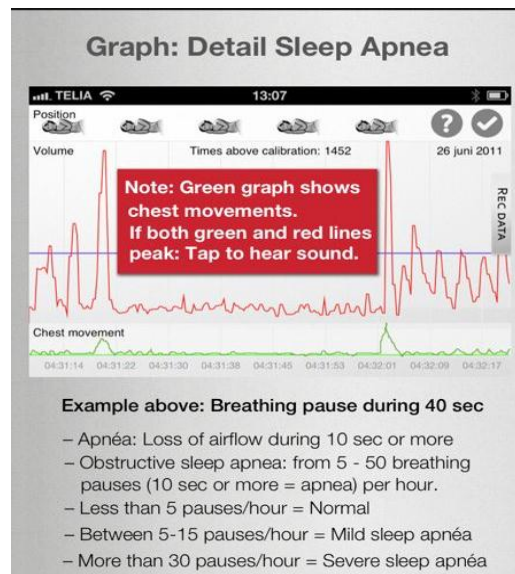 Graph: Detail Sleep Apnea
TELIA 13:07
Position
Volume Times above calibration: 1452 26 juni 2011
Note: Green graph shows
chest movements.
If both green and red lines
peak: Tap to hear sound.
REC DATA
Chest movement
04:31:14 04:31:22 04:31:30 04:31:38 04:31:45 04:31:53 04:32:01 04:32:09 04:32:17
Example above: Breathing pause during 40 sec
– Apnéa: Loss of airflow during 10 sec or more
– Obstructive sleep apnea: from 5 - 50 breathing
pauses (10 sec or more = apnea) per hour.
– Less than 5 pauses/hour = Normal
– Between 5-15 pauses/hour = Mild sleep apnéa
– More than 30 pauses/hour = Severe sleep apnéa